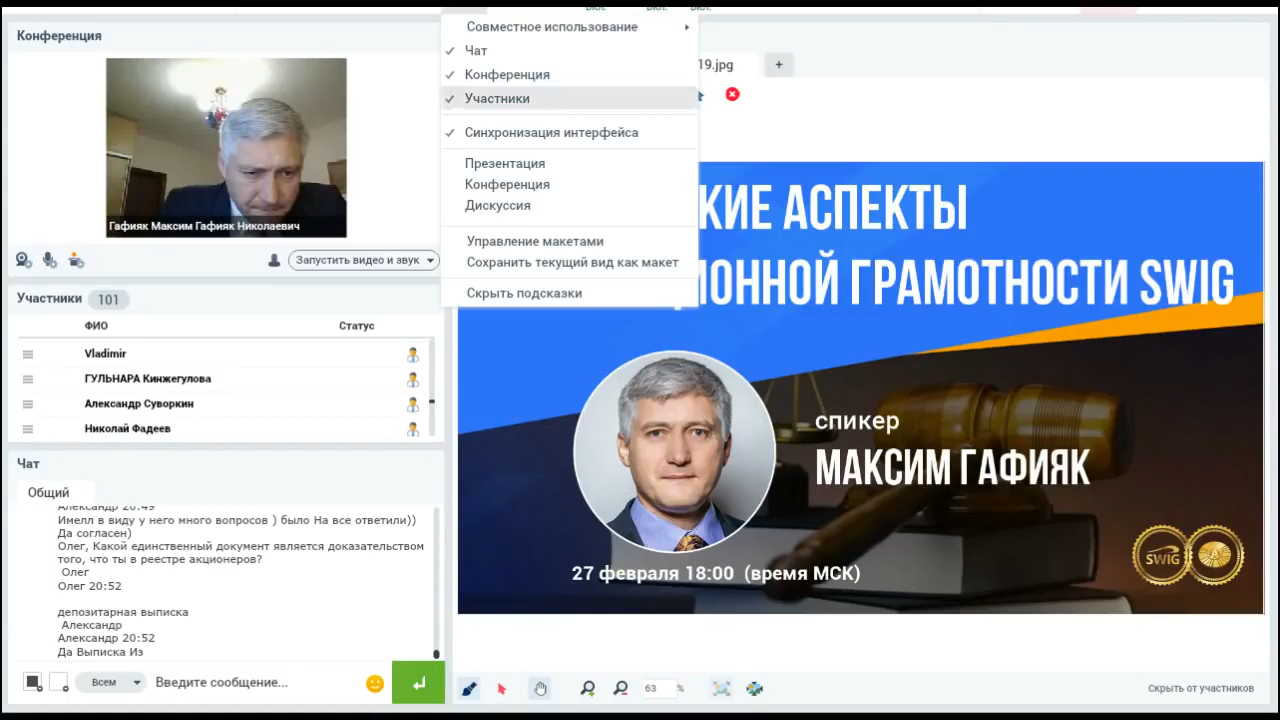 Конференция
Гафияк Максим Гафияк Николаевич
Запустить видео и звук
Участники 101
ФИО Статус
Vladimir
ГУЛЬНАРА Кинжегулова
Александр Суворкин
Николай Фадеев
Чат
Общий
Александр 20:49
Имелл в виду у него много вопросов ) было На все ответили))
Да согласен)
Олег, Какой единственный документ является доказательством
того, что ты в реестре акционеров?
Олег
Олег 20:52
депозитарная выписка
Александр
Александр 20:52
Да Выписка Из
Всем
Введите сообщение...
Совместное использование
Чат
Конференция
Участники
Синхронизация интерфейса
Презентация
Конференция
Дискуссия
Управление макетами
Сохранить текущий вид как макет
Скрыть подсказки
19.jpg +
КИЕ АСПЕКТЫ
ИОННОЙ ГРАМОТНОСТИ SWIG
спикер
МАКСИМ ГАФИЯК
27 февраля 18:00 (время МСК)
SWIG
63 %
Скрыть от участников